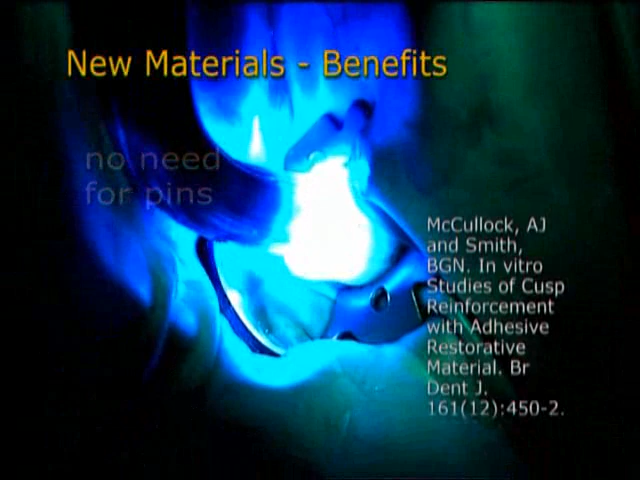 New Materials - Benefits
no need
for pins
McCullock, AJ
and Smith,
BGN. In vitro
Studies of Cusp
Reinforcement
with Adhesive
Restorative
Material. Br
Dent J.
161(12):450-2.